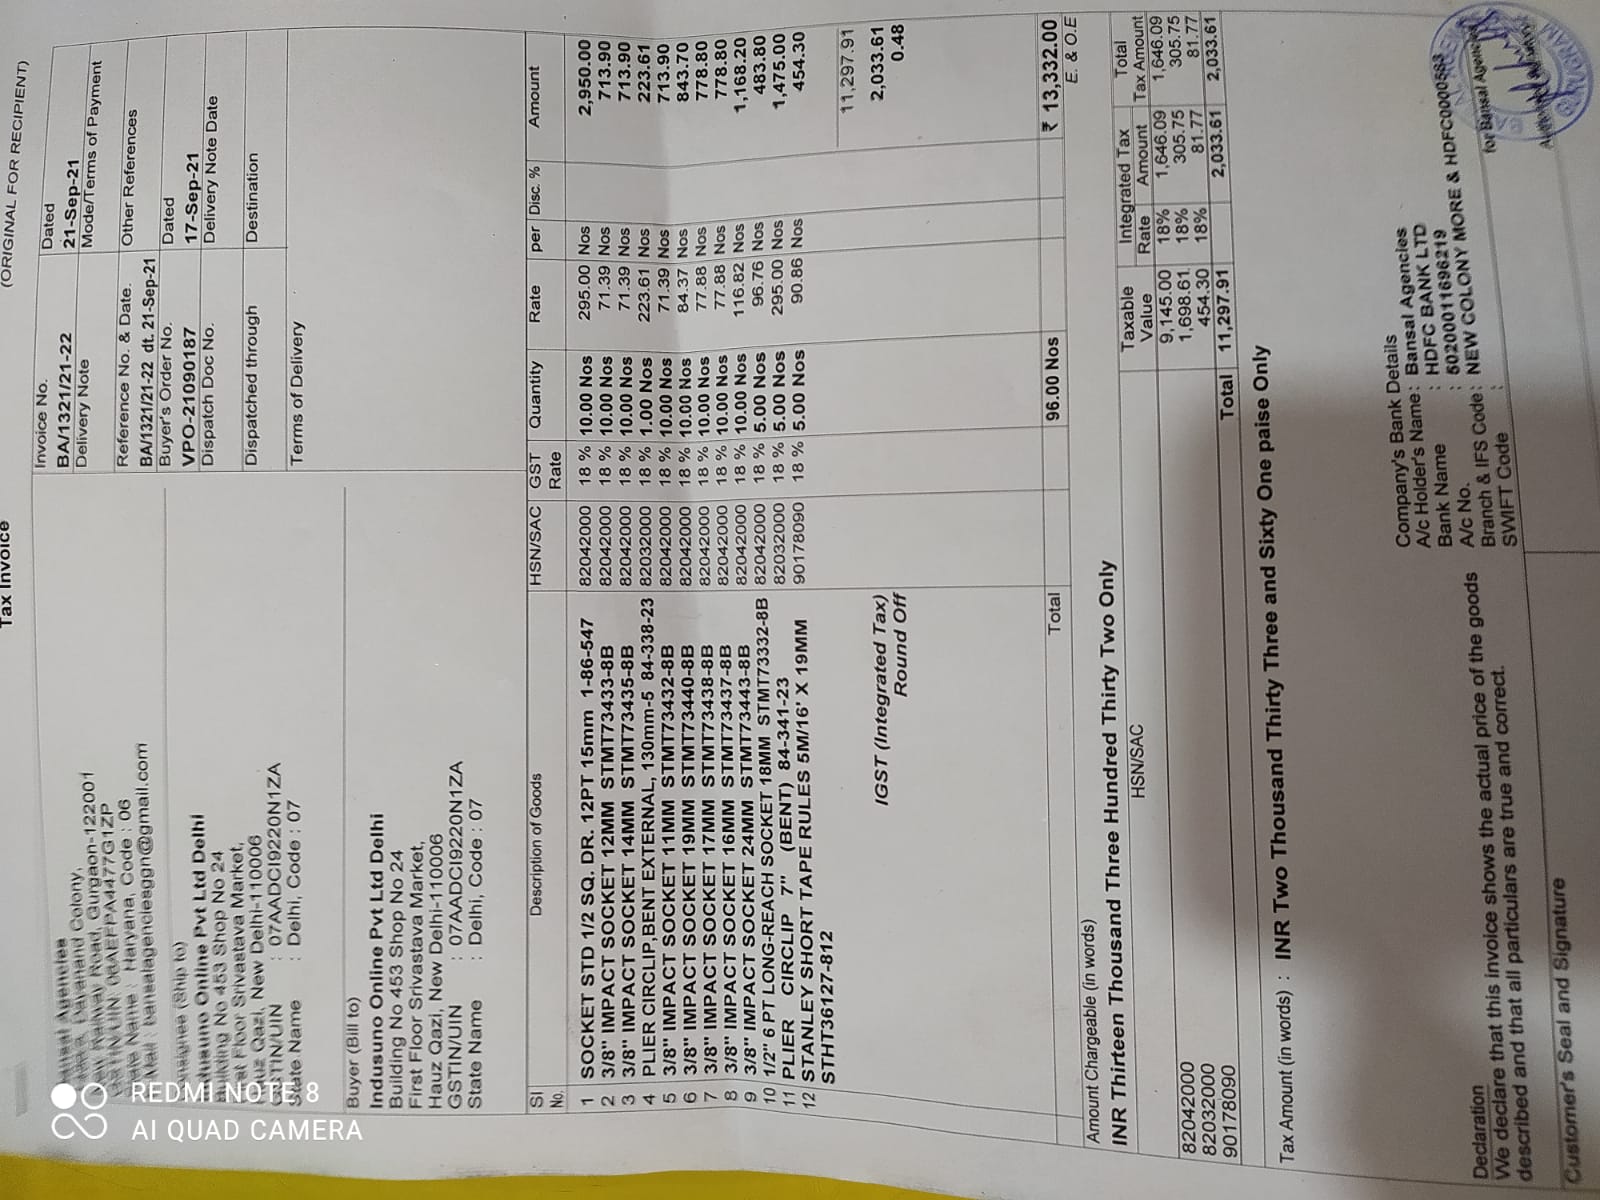 Tax Invoice
(ORIGINAL FOR RECIPIENT)
Bansal Agencies
Dayanand Colony,
New Railway Road, Gurgaon-122001
GSTIN/UIN: 06AEFPA4477G1ZP
State Name : Haryana, Code : 06
E-Mail : bansalagenciesggn@gmail.com
Consignee (Ship to)
Indusuno Online Pvt Ltd Delhi
Building No 453 Shop No 24
First Floor Srivastava Market,
Hauz Qazi, New Delhi-110006
GSTIN/UIN : 07AADCI9220N1ZA
State Name : Delhi, Code : 07
Buyer (Bill to)
Indusuno Online Pvt Ltd Delhi
Building No 453 Shop No 24
First Floor Srivastava Market,
Hauz Qazi, New Delhi-110006
GSTIN/UIN : 07AADCI9220N1ZA
State Name : Delhi, Code : 07
Invoice No. Dated
BA/1321/21-22 21-Sep-21
Delivery Note Mode/Terms of Payment
Reference No. & Date. Other References
BA/1321/21-22 dt. 21-Sep-21
Buyer's Order No. Dated
VPO-21090187 17-Sep-21
Dispatch Doc No. Delivery Note Date
Dispatched through Destination
Terms of Delivery
Sl No. Description of Goods HSN/SAC GST Rate Quantity Rate per Disc. % Amount
1 SOCKET STD 1/2 SQ. DR. 12PT 15mm 1-86-547 82042000 18 % 10.00 Nos 295.00 Nos 2,950.00
2 3/8" IMPACT SOCKET 12MM STMT73433-8B 82042000 18 % 10.00 Nos 71.39 Nos 713.90
3 3/8" IMPACT SOCKET 14MM STMT73435-8B 82042000 18 % 10.00 Nos 71.39 Nos 713.90
4 PLIER CIRCLIP,BENT EXTERNAL, 130mm-5 84-338-23 82032000 18 % 1.00 Nos 223.61 Nos 223.61
5 3/8" IMPACT SOCKET 11MM STMT73432-8B 82042000 18 % 10.00 Nos 71.39 Nos 713.90
6 3/8" IMPACT SOCKET 19MM STMT73440-8B 82042000 18 % 10.00 Nos 84.37 Nos 843.70
7 3/8" IMPACT SOCKET 17MM STMT73438-8B 82042000 18 % 10.00 Nos 77.88 Nos 778.80
8 3/8" IMPACT SOCKET 16MM STMT73437-8B 82042000 18 % 10.00 Nos 77.88 Nos 778.80
9 3/8" IMPACT SOCKET 24MM STMT73443-8B 82042000 18 % 10.00 Nos 116.82 Nos 1,168.20
10 1/2" 6 PT LONG-REACH SOCKET 18MM STMT73332-8B 82042000 18 % 5.00 Nos 96.76 Nos 483.80
11 PLIER CIRCLIP 7" (BENT) 84-341-23 82032000 18 % 5.00 Nos 295.00 Nos 1,475.00
12 STANLEY SHORT TAPE RULES 5M/16' X 19MM 90178090 18 % 5.00 Nos 90.86 Nos 454.30
STHT36127-812
11,297.91
IGST (Integrated Tax) 2,033.61
Round Off 0.48
Total 96.00 Nos ₹ 13,332.00
Amount Chargeable (in words) E. & O.E
INR Thirteen Thousand Three Hundred Thirty Two Only
HSN/SAC Taxable Value Integrated Tax Rate Amount Total Tax Amount
82042000 9,145.00 18% 1,646.09 1,646.09
82032000 1,698.61 18% 305.75 305.75
90178090 454.30 18% 81.77 81.77
Total 11,297.91 2,033.61 2,033.61
Tax Amount (in words) : INR Two Thousand Thirty Three and Sixty One paise Only
Company's Bank Details
A/c Holder's Name : Bansal Agencies
Bank Name : HDFC BANK LTD
A/c No. : 50200011696219
Branch & IFS Code : NEW COLONY MORE & HDFC0000583
SWIFT Code :
Declaration
We declare that this invoice shows the actual price of the goods
described and that all particulars are true and correct.
Customer's Seal and Signature
for Bansal Agencies
REDMI NOTE 8
AI QUAD CAMERA